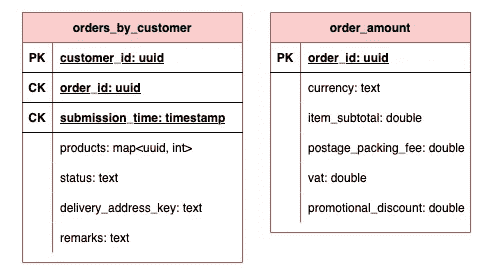 orders_by_customer
PK customer_id: uuid
CK order_id: uuid
CK submission_time: timestamp
products: map<uuid, int>
status: text
delivery_address_key: text
remarks: text
order_amount
PK order_id: uuid
currency: text
item_subtotal: double
postage_packing_fee: double
vat: double
promotional_discount: double